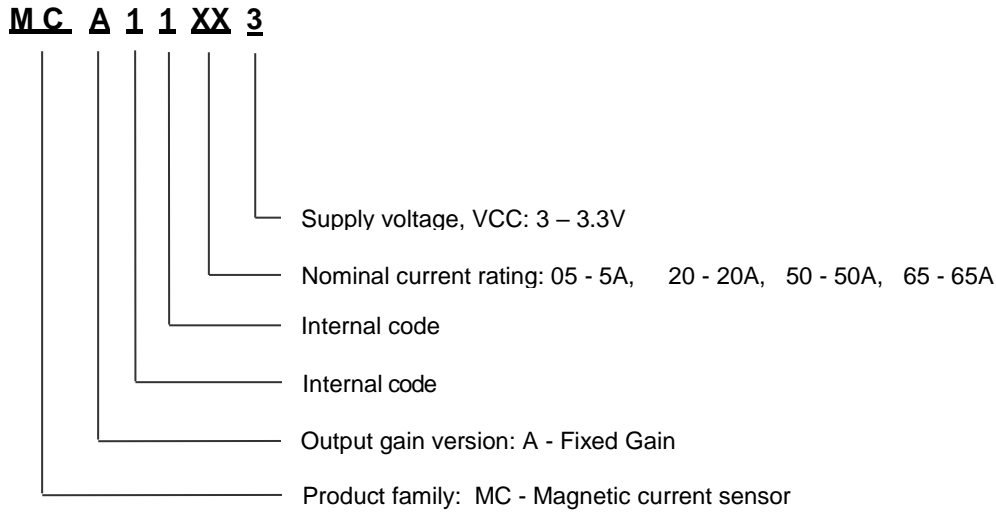 MC A 1 1 XX 3
Supply voltage, VCC: 3 – 3.3V
Nominal current rating: 05 - 5A, 20 - 20A, 50 - 50A, 65 - 65A
Internal code
Internal code
Output gain version: A - Fixed Gain
Product family: MC - Magnetic current sensor